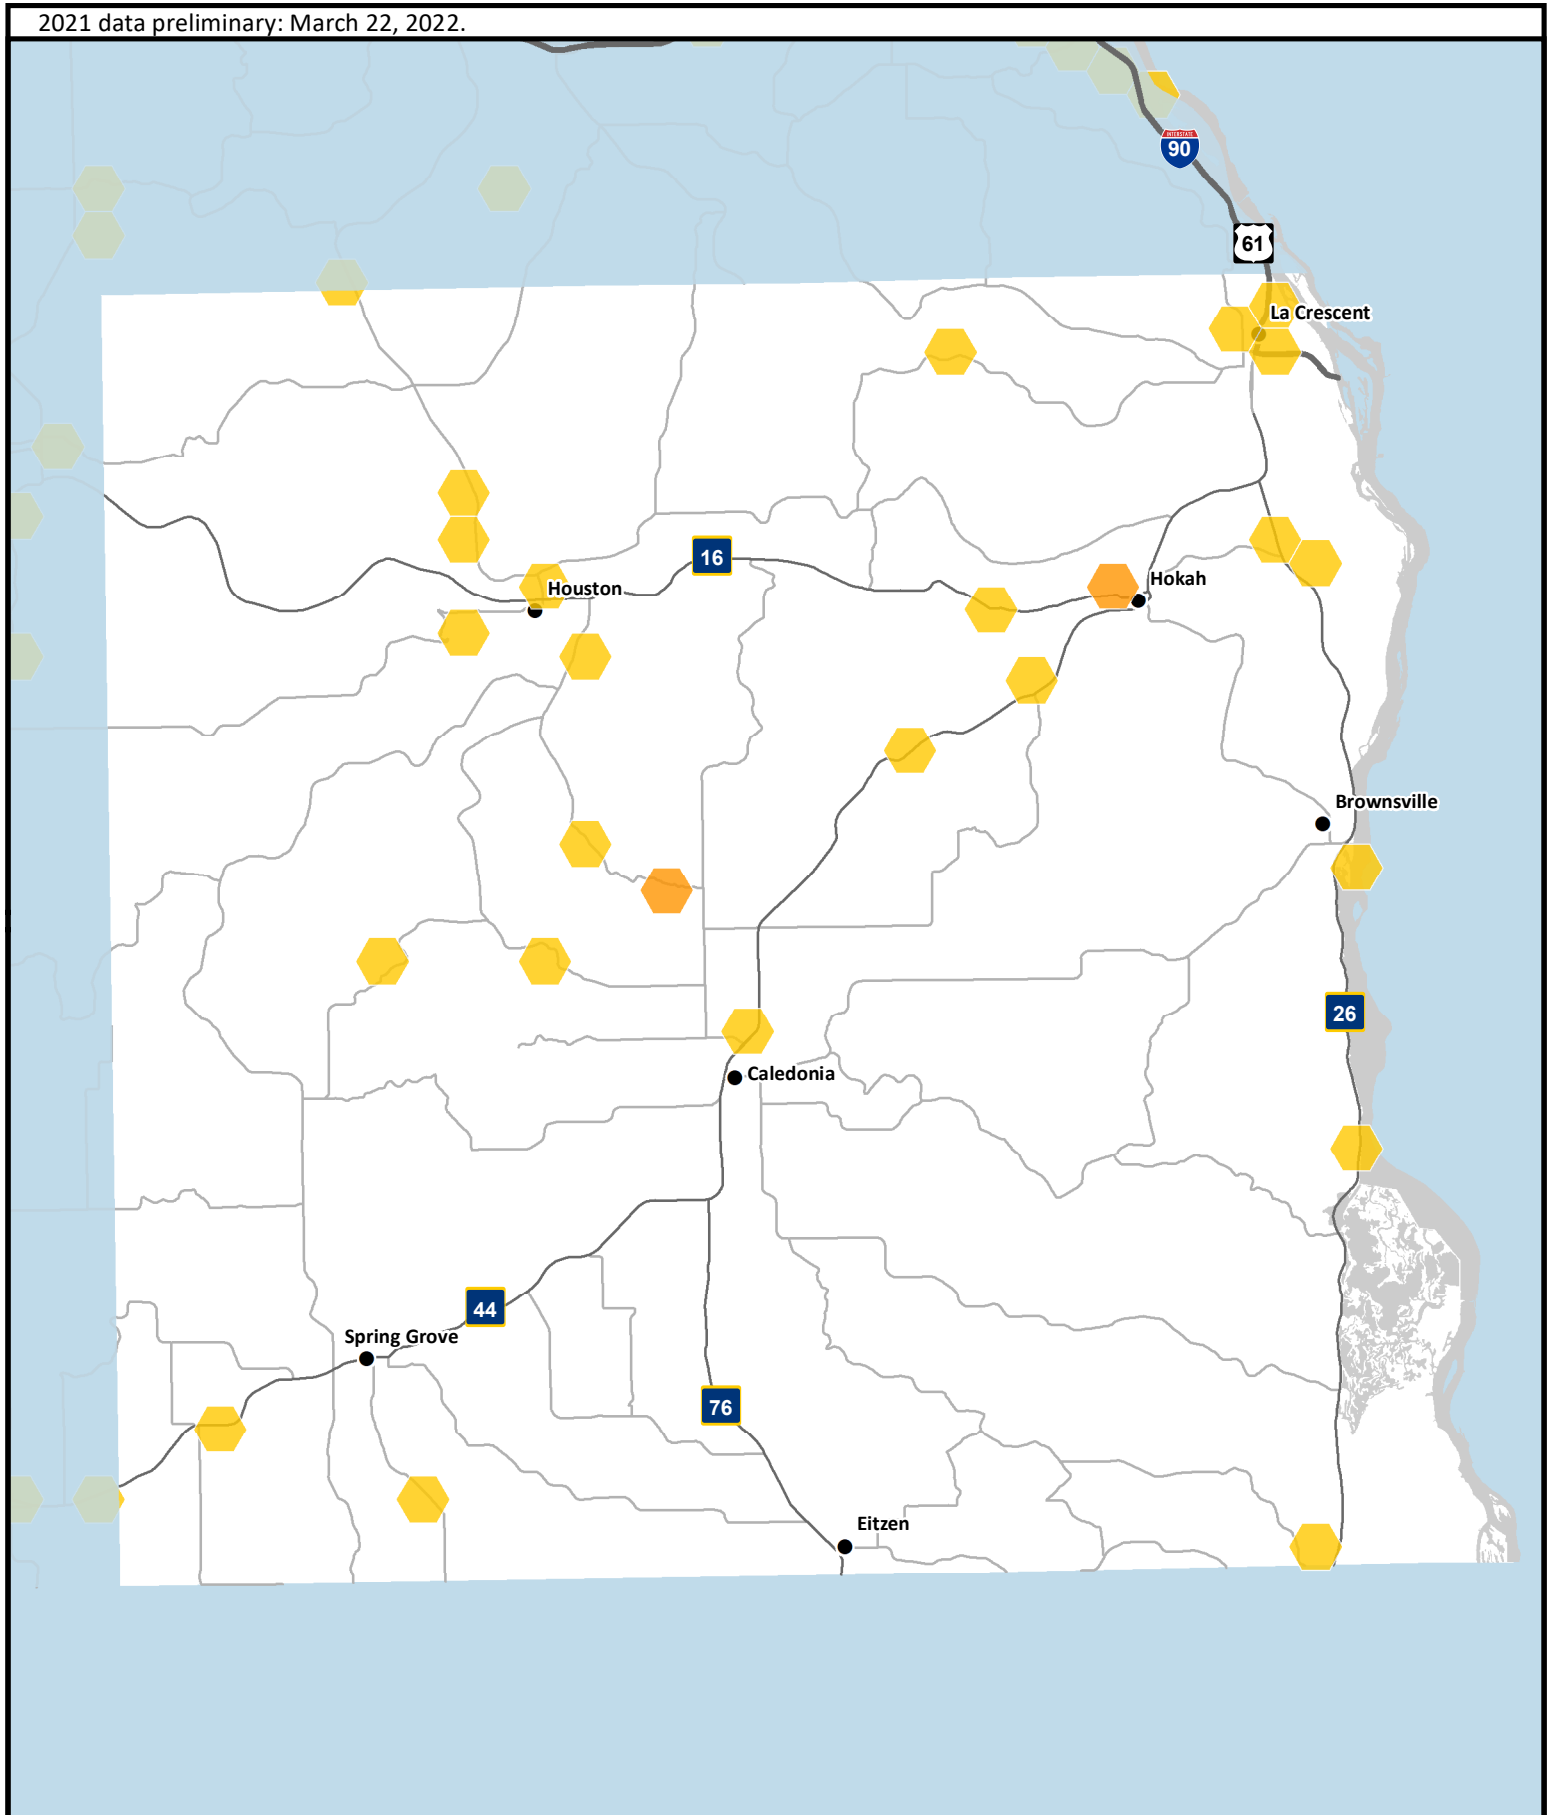 2021 data preliminary: March 22, 2022.
INTERSTATE
90
61
La Crescent
16
Hokah
Houston
Brownsville
26
Caledonia
44
Spring Grove
76
Eitzen